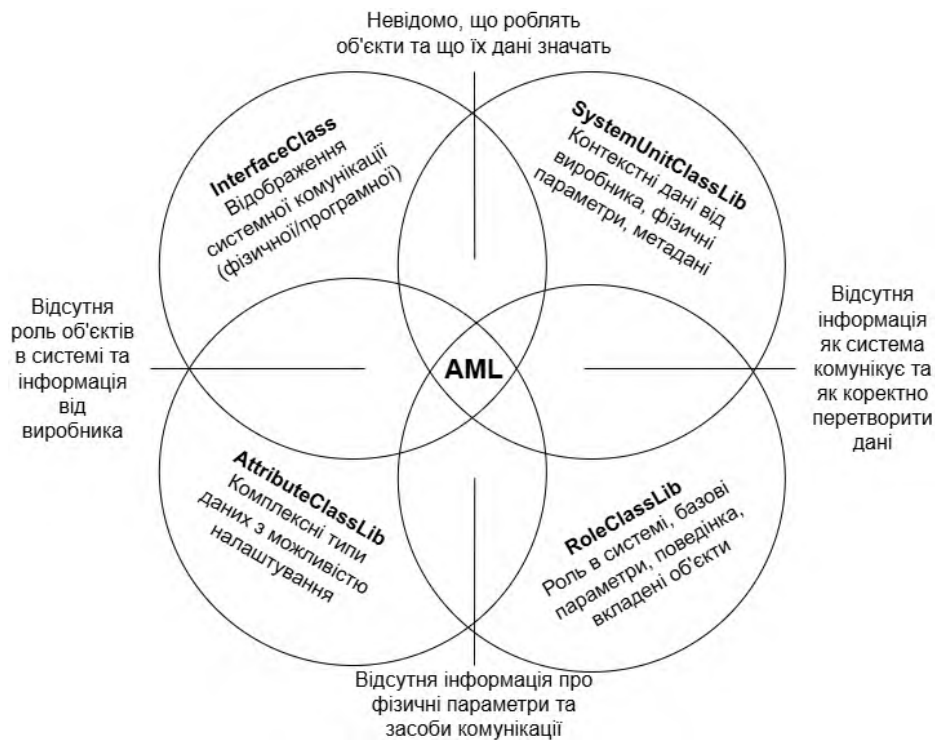 Невідомо, що роблять
об'єкти та що їх дані значать
InterfaceClass
Відображення
системної комунікації
(фізичної/програмної)
SystemUnitClassLib
Контекстні дані від
виробника, фізичні
параметри, метадані
Відсутня
роль об'єктів
в системі та
інформація
від
виробника
AML
Відсутня
інформація
як система
комунікує та
як коректно
перетворити
дані
AttributeClassLib
Комплексні типи
даних з можливістю
налаштування
RoleClassLib
Роль в системі, базові
параметри, поведінка,
вкладені об'єкти
Відсутня інформація про
фізичні параметри та
засоби комунікації